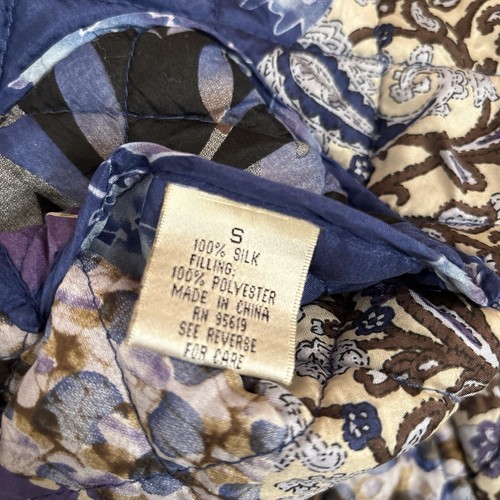 S
100% SILK
FILLING:
100% POLYESTER
MADE IN CHINA
RN 95619
SEE REVERSE
FOR CARE